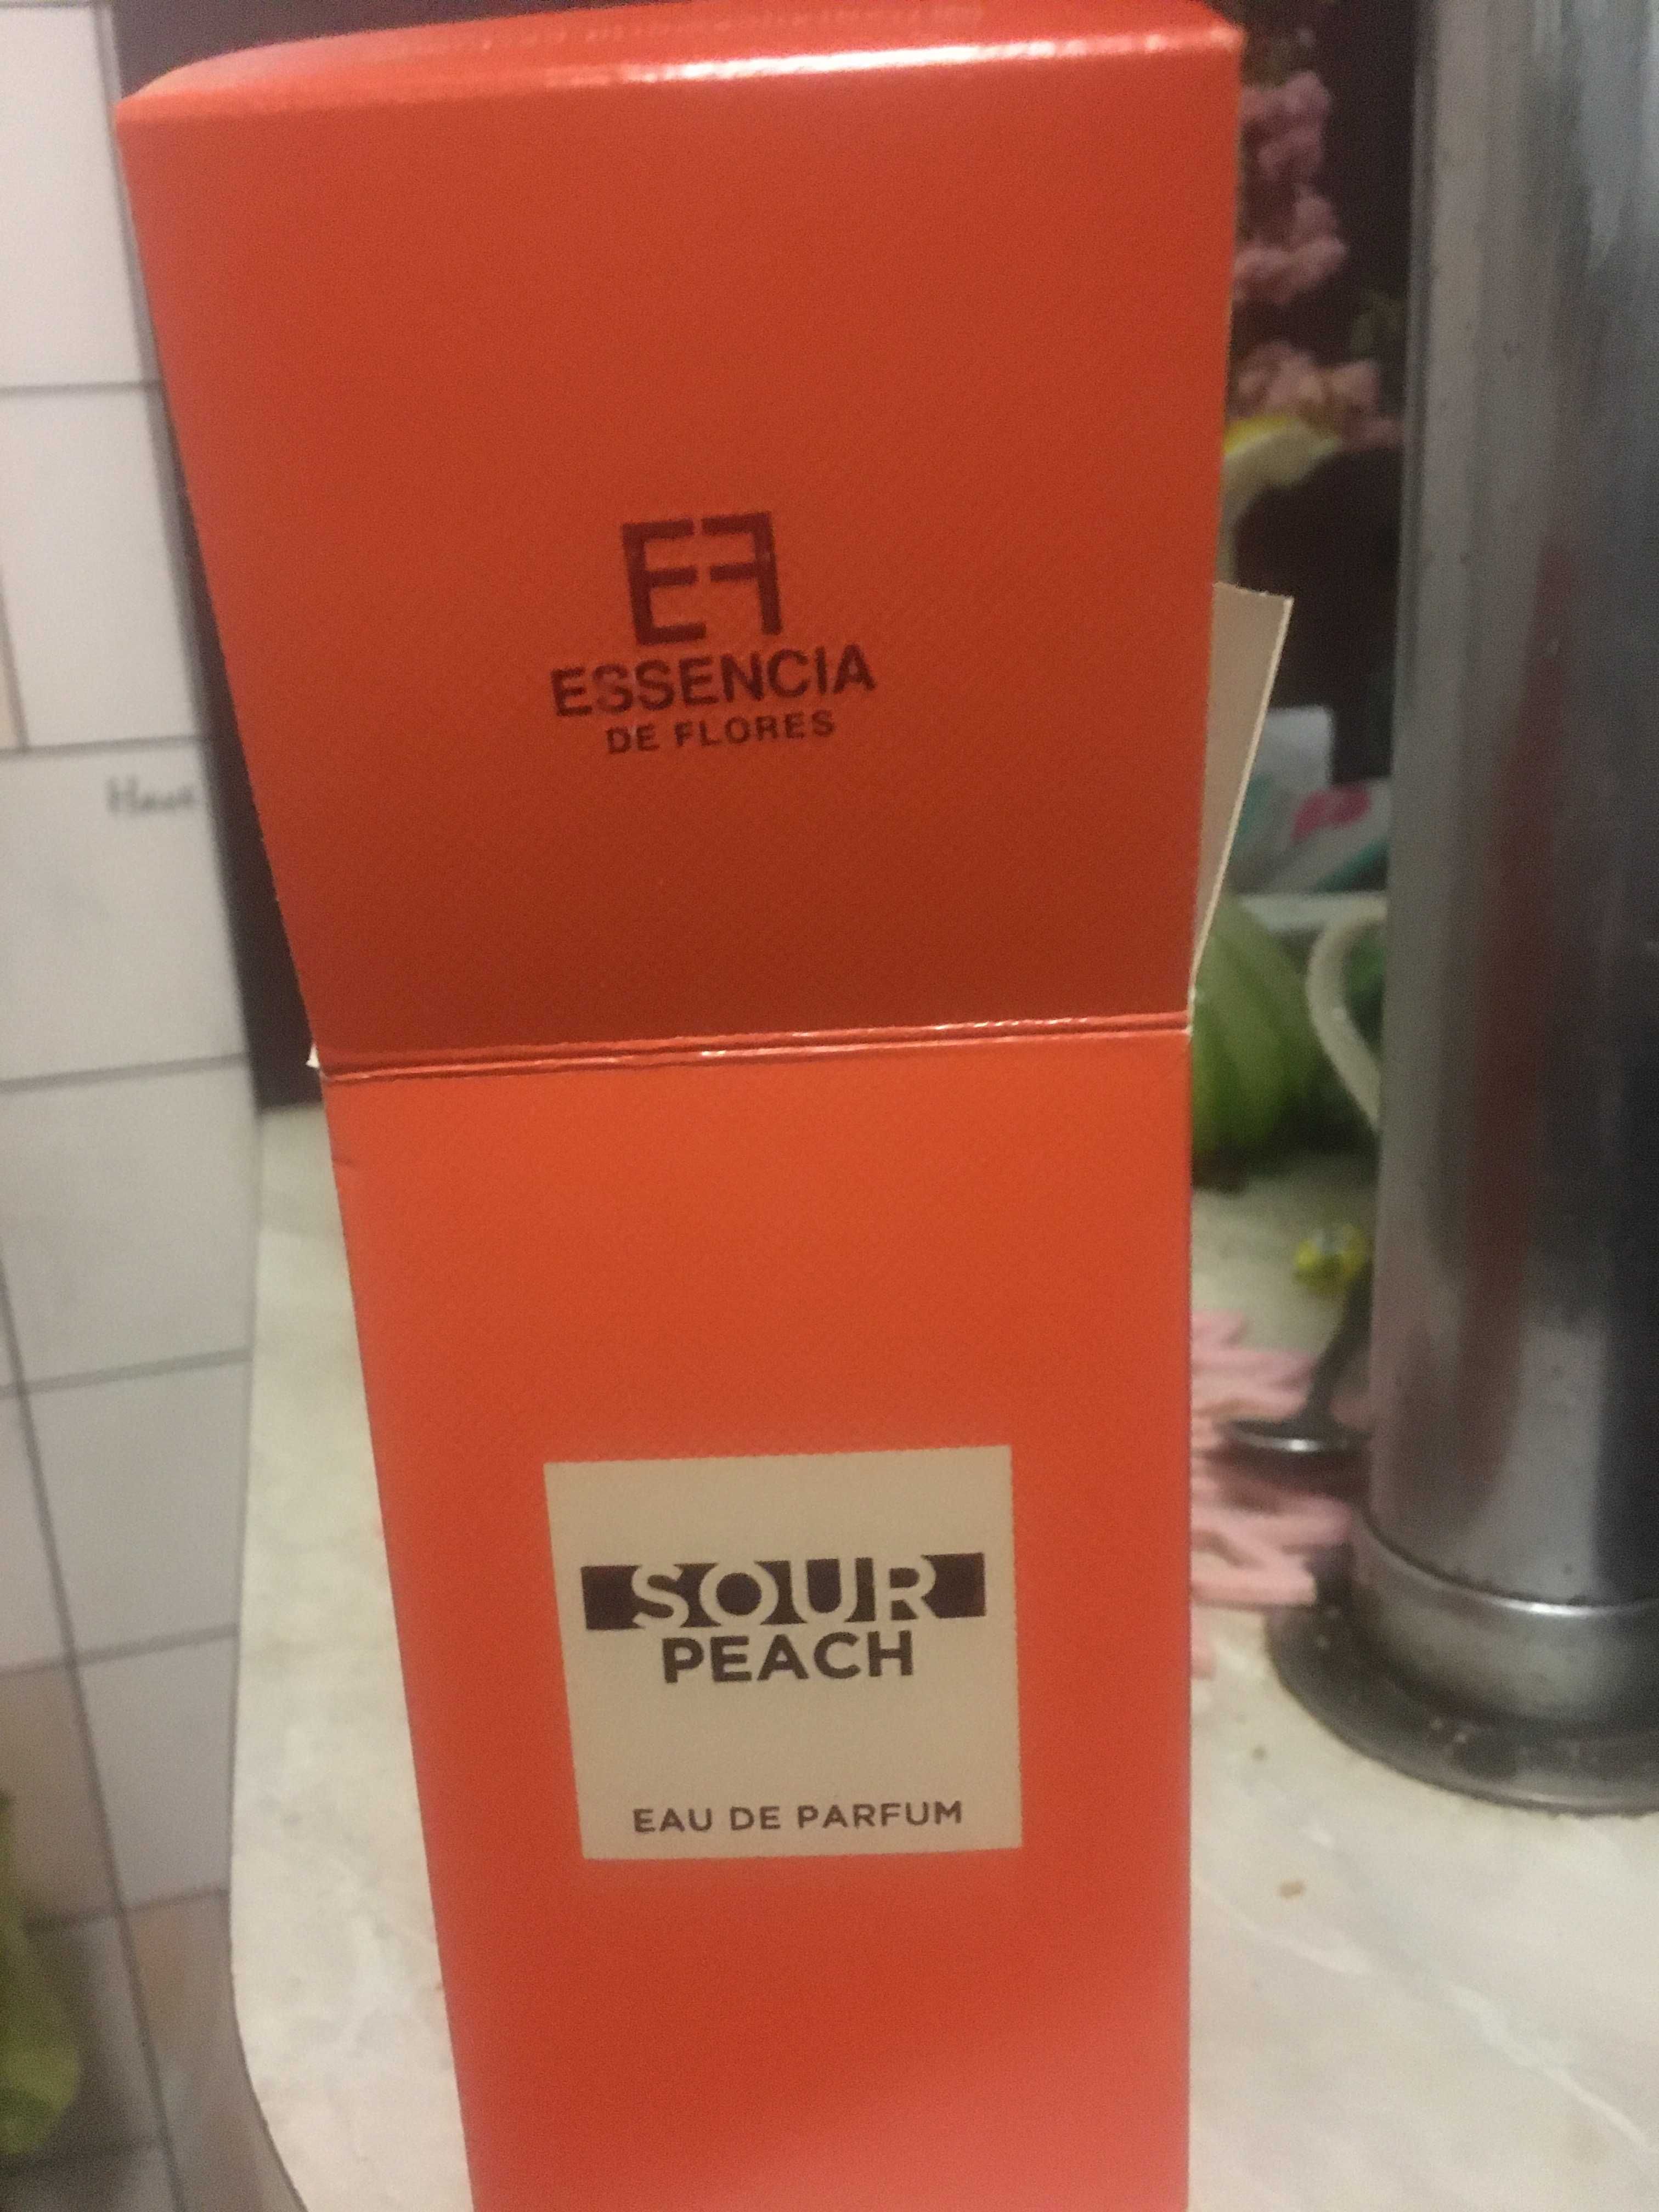 EF
ESSENCIA
DE FLORES
SOUR
PEACH
EAU DE PARFUM